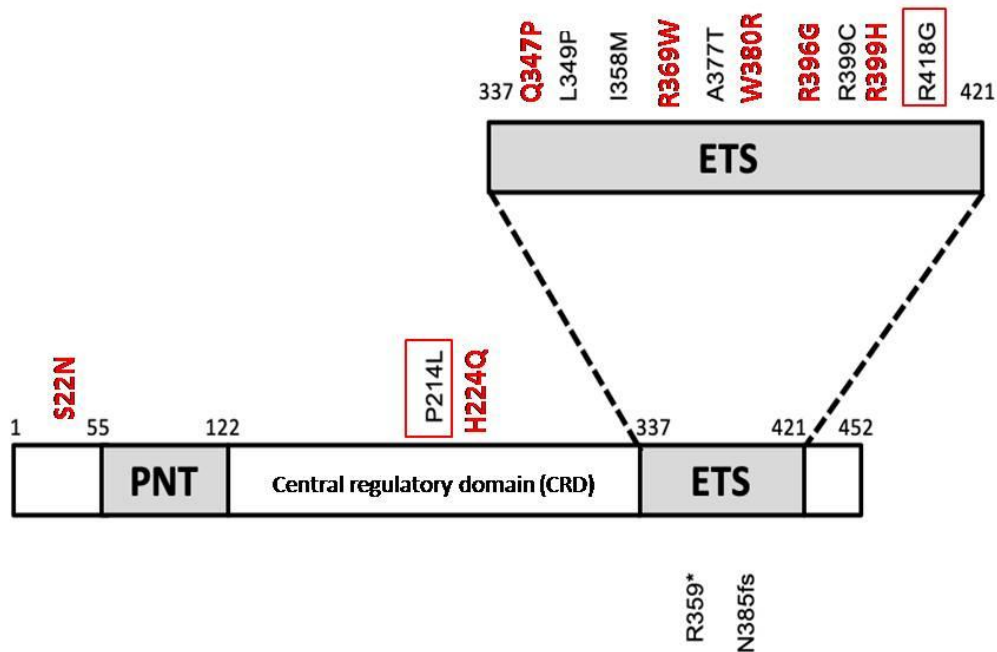 337 Q347P L349P I358M R369W A377T W380R R396G R399C R399H R418G 421
ETS
S22N P214L H224Q
1 55 122 337 421 452
PNT Central regulatory domain (CRD) ETS
R359* N385fs